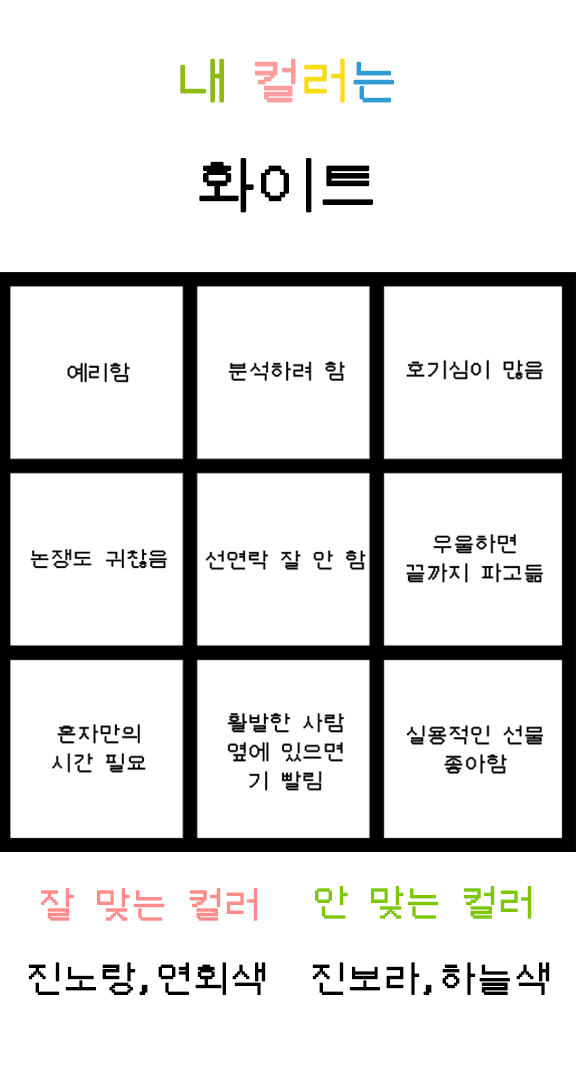 내 컬러는
화이트
예리함
분석하려 함
호기심이 많음
논쟁도 귀찮음
선연락 잘 안 함
우울하면
끝까지 파고듦
혼자만의
시간 필요
활발한 사람
옆에 있으면
기 빨림
실용적인 선물
좋아함
잘 맞는 컬러
안 맞는 컬러
진노랑,연회색
진보라,하늘색